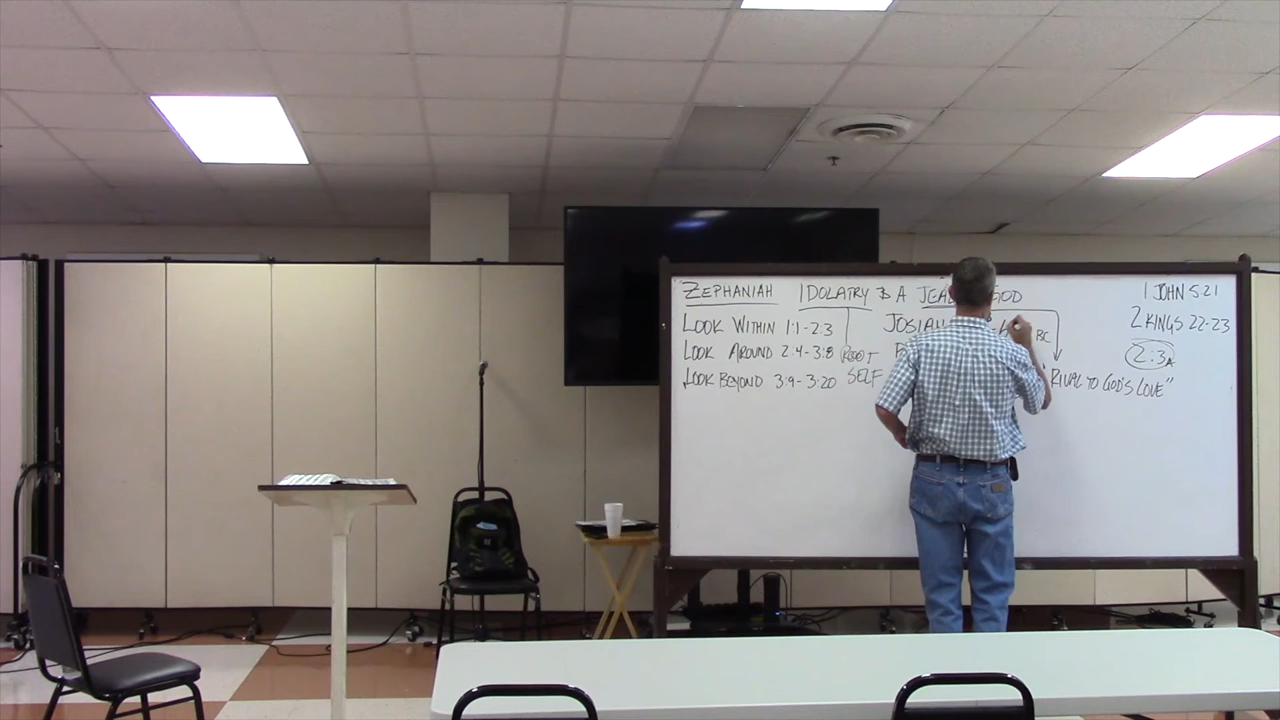 ZEPHANIAH IDOLATRY & A GOD
1 JOHN 5:21
LOOK WITHIN 1:1-2:3 JOSIAH BC
2 KINGS 22-23
LOOK AROUND 2:4-3:8 ROOT
2:3A
LOOK BEYOND 3:9-3:20 SELF RIVAL TO GOD'S LOVE"